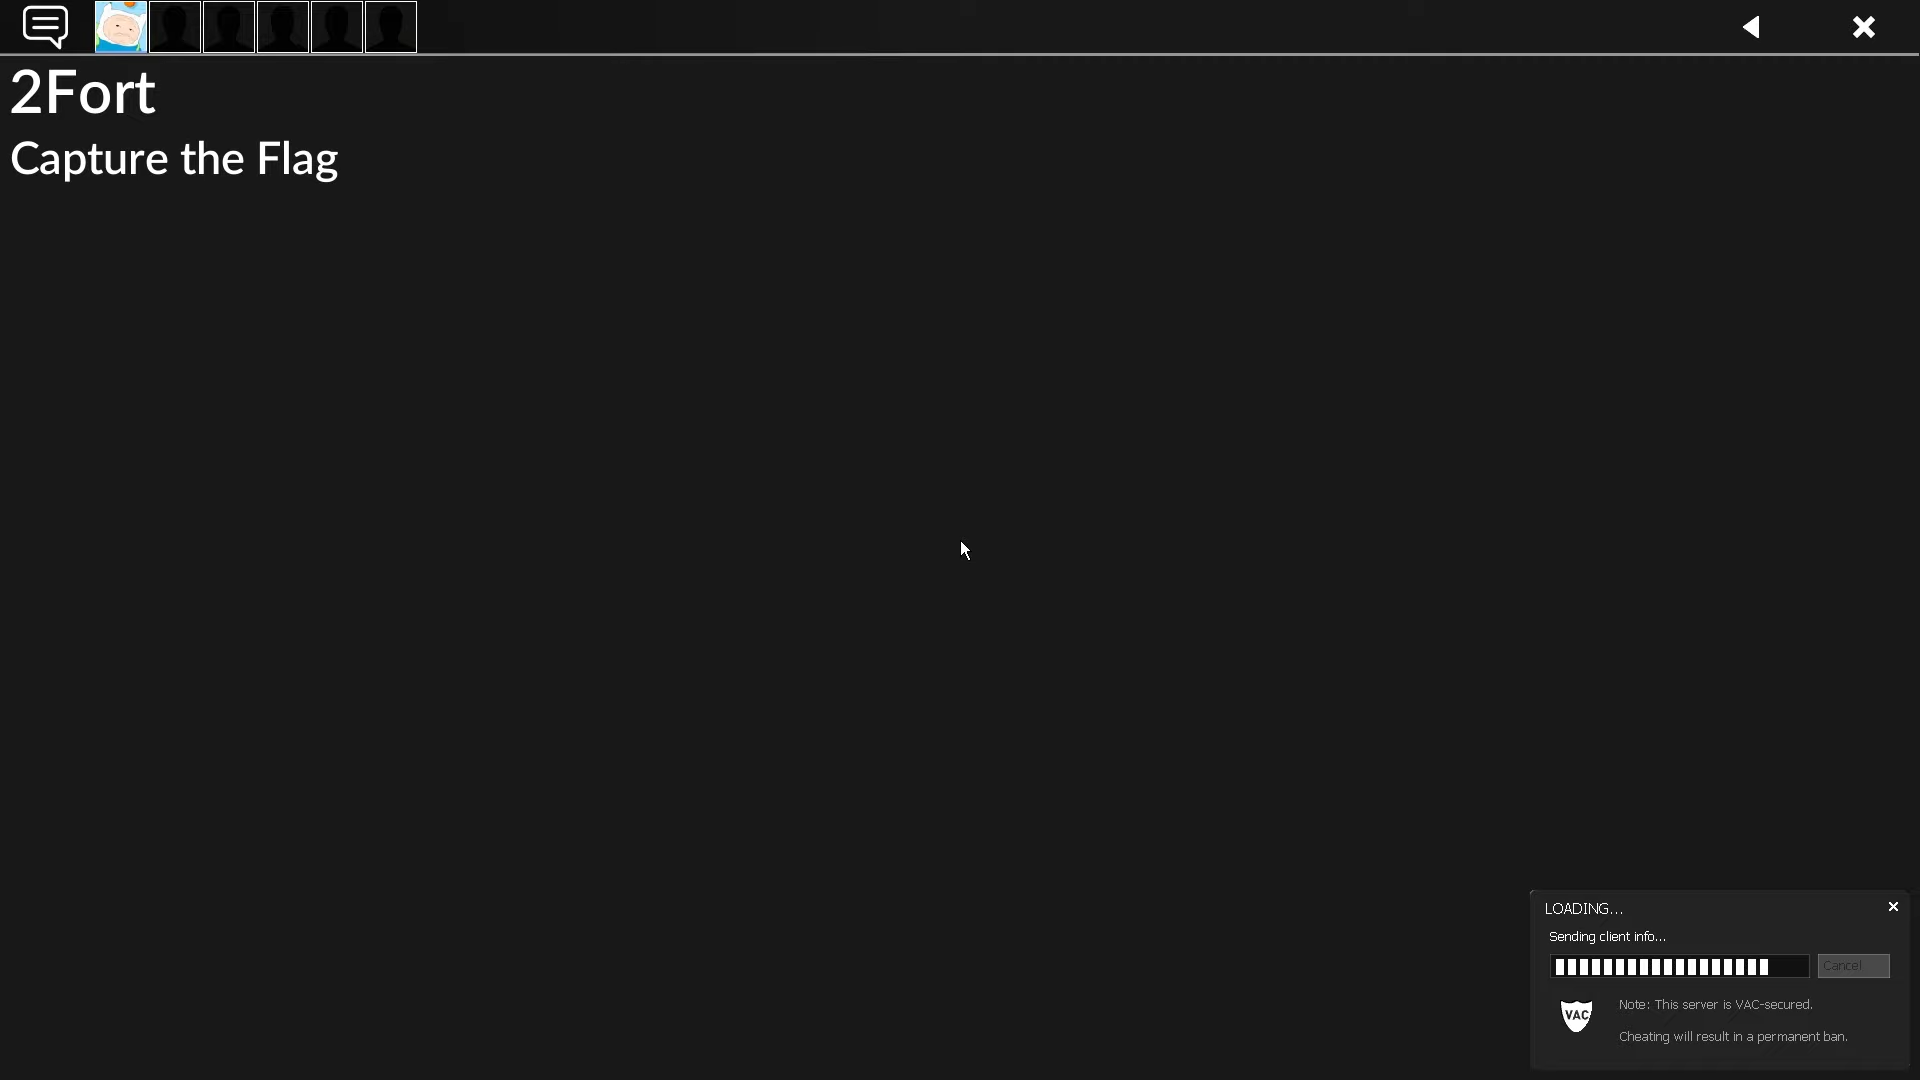 2Fort
Capture the Flag
LOADING...
Sending client info...
Cancel
VAC
Note: This server is VAC-secured.
Cheating will result in a permanent ban.